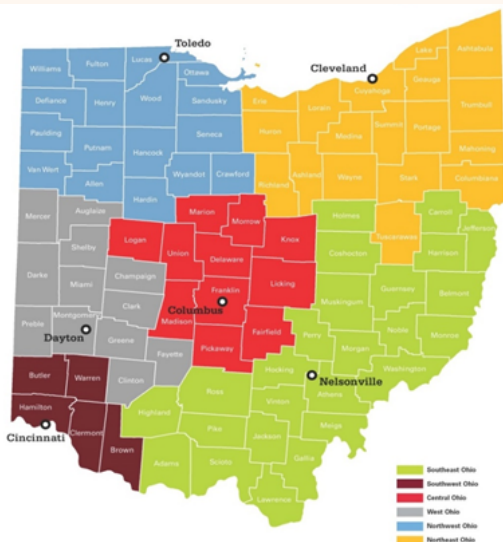 Toledo
Cleveland
Williams
Fulton
Lucas
Ottawa
Lake
Ashtabula
Geauga
Cuyahoga
Defiance
Henry
Wood
Sandusky
Erie
Lorain
Trumbull
Paulding
Putnam
Hancock
Seneca
Huron
Medina
Summit
Portage
Mahoning
Van Wert
Allen
Wyandot
Crawford
Richland
Ashland
Wayne
Stark
Columbiana
Hardin
Mercer
Auglaize
Marion
Morrow
Holmes
Carroll
Jefferson
Logan
Union
Knox
Tuscarawas
Shelby
Delaware
Coshocton
Harrison
Darke
Miami
Champaign
Licking
Guernsey
Belmont
Clark
Franklin
Columbus
Muskingum
Preble
Montgomery
Madison
Fairfield
Perry
Noble
Monroe
Dayton
Greene
Fayette
Pickaway
Morgan
Washington
Butler
Warren
Clinton
Hocking
Nelsonville
Ross
Athens
Hamilton
Highland
Vinton
Meigs
Cincinnati
Clermont
Brown
Pike
Jackson
Adams
Scioto
Gallia
Lawrence
Southeast Ohio
Southwest Ohio
Central Ohio
West Ohio
Northwest Ohio
Northeast Ohio